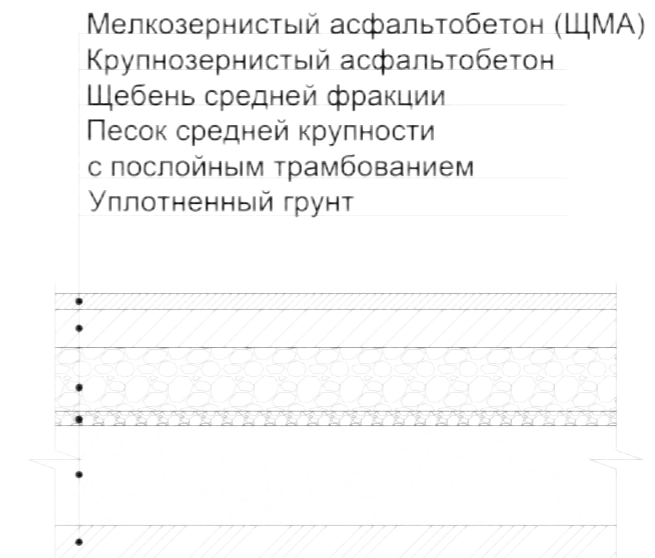 Мелкозернистый асфальтобетон (ЩМА)
Крупнозернистый асфальтобетон
Щебень средней фракции
Песок средней крупности
с послойным трамбованием
Уплотненный грунт